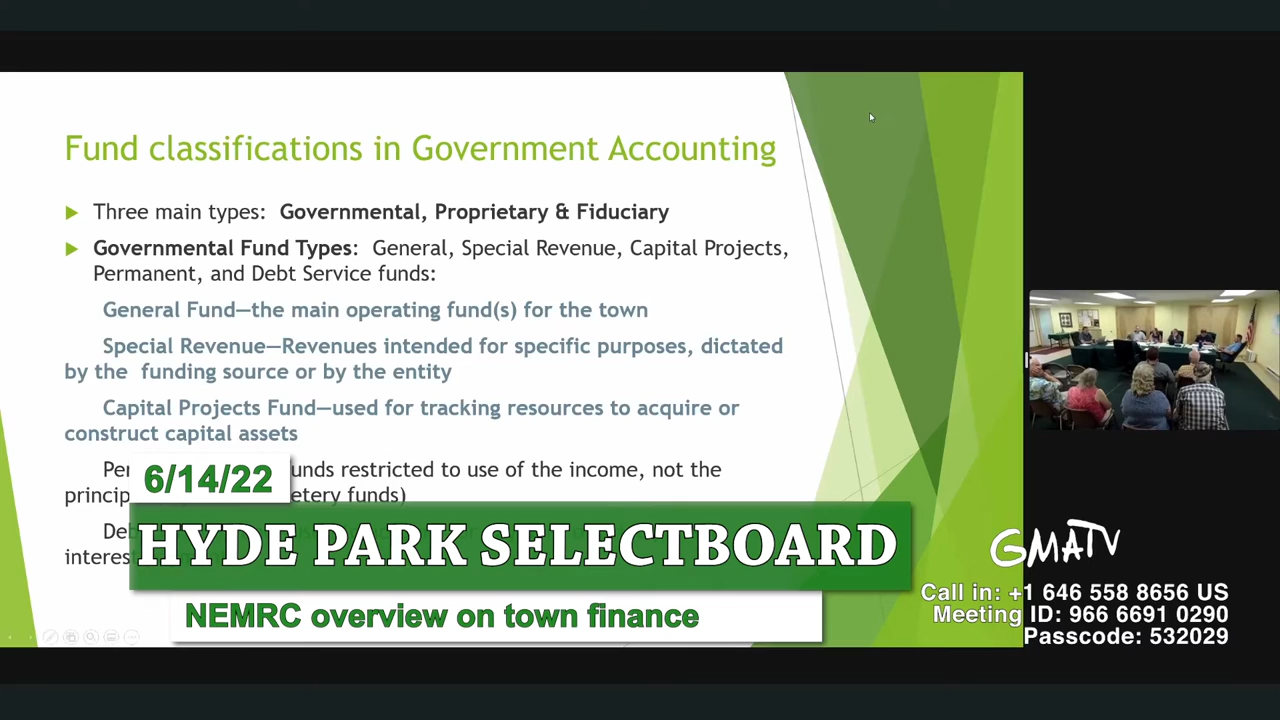 Fund classifications in Government Accounting
Three main types: Governmental, Proprietary & Fiduciary
Governmental Fund Types: General, Special Revenue, Capital Projects,
Permanent, and Debt Service funds:
General Fund—the main operating fund(s) for the town
Special Revenue—Revenues intended for specific purposes, dictated
by the funding source or by the entity
Capital Projects Fund—used for tracking resources to acquire or
construct capital assets
restricted to use of the income, not the
funds)
interest
6/14/22
HYDE PARK SELECTBOARD
NEMRC overview on town finance
GMATV
Call in: +1 646 558 8656 US
Meeting ID: 966 6691 0290
Passcode: 532029